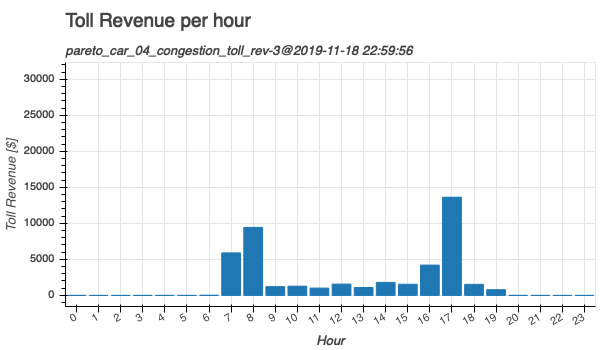 Toll Revenue per hour
pareto_car_04_congestion_toll_rev-3@2019-11-18 22:59:56
30000
25000
20000
15000
10000
5000
0
Toll Revenue [$]
0 1 2 3 4 5 6 7 8 9 10 11 12 13 14 15 16 17 18 19 20 21 22 23
Hour